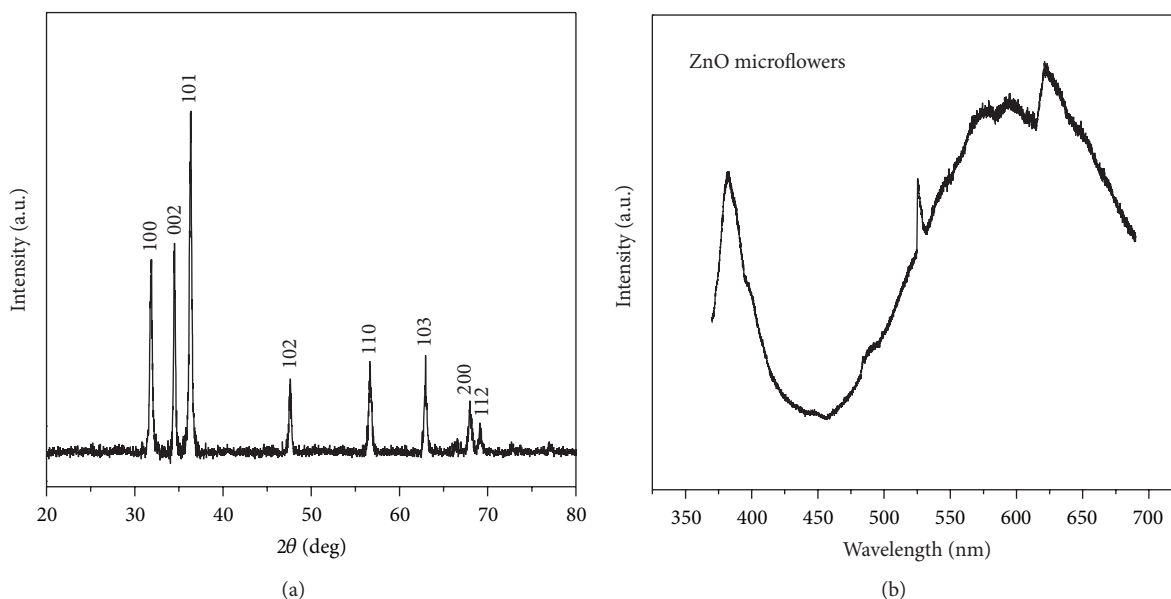 Intensity (a.u.)
100
002
101
102
110
103
200
112
20 30 40 50 60 70 80
2θ (deg)
(a)
ZnO microflowers
Intensity (a.u.)
350 400 450 500 550 600 650 700
Wavelength (nm)
(b)